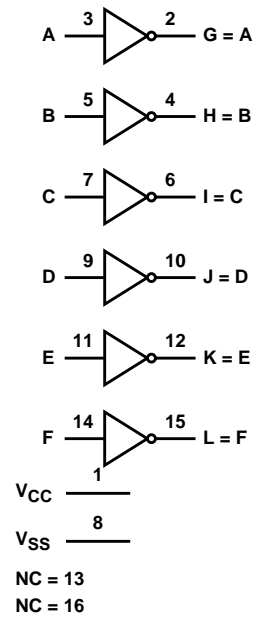 3 2
A G = A
5 4
B H = B
7 6
C I = C
9 10
D J = D
11 12
E K = E
14 15
F L = F
1
VCC
8
VSS
NC = 13
NC = 16